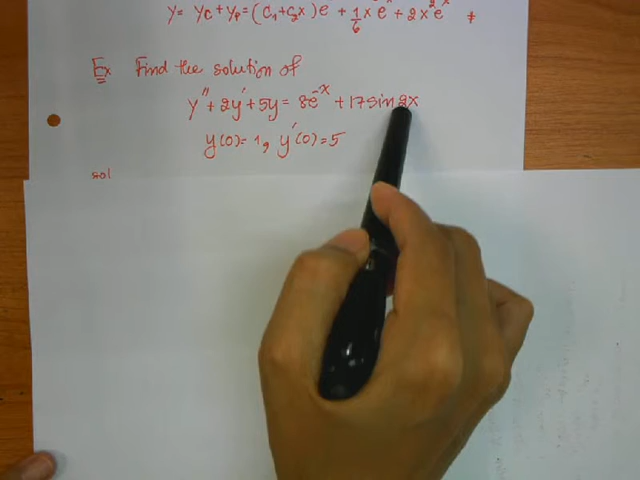 y = yc + yp = (c₁ + c₂x) e + 1/6 x e + 2x² e ⁎
Ex Find the solution of
y'' + 2y' + 5y = 8e⁻ˣ + 17 sin 2x
y(0) = 1, y'(0) = 5
sol